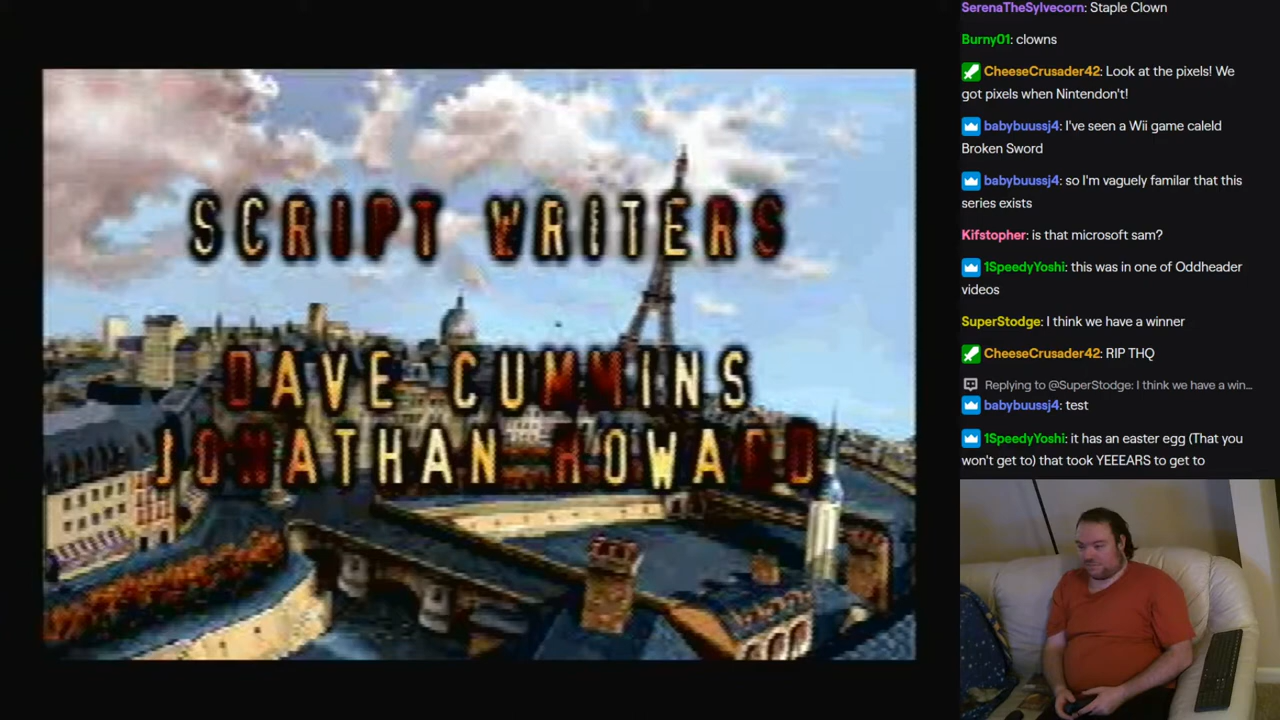 SCRIPT WRITERS
DAVE CUMMINS
JONATHAN HOWARD
SerenaTheSylvecorn: Staple Clown
Burny01: clowns
CheeseCrusader42: Look at the pixels! We
got pixels when Nintendon't!
babybuussj4: I've seen a Wii game caleld
Broken Sword
babybuussj4: so I'm vaguely familar that this
series exists
Kifstopher: is that microsoft sam?
1SpeedyYoshi: this was in one of Oddheader
videos
SuperStodge: I think we have a winner
CheeseCrusader42: RIP THQ
Replying to @SuperStodge: I think we have a win...
babybuussj4: test
1SpeedyYoshi: it has an easter egg (That you
won't get to) that took YEEEARS to get to